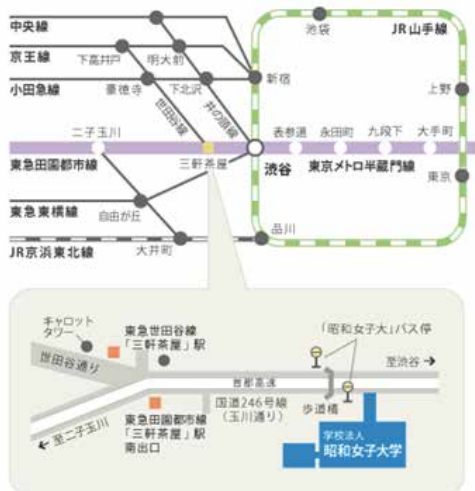 中央線
池袋
JR山手線
京王線
下高井戸
明大前
新宿
小田急線
豪徳寺
下北沢
上野
世田谷線
井の頭線
二子玉川
表参道
永田町
九段下
大手町
東急田園都市線
三軒茶屋
渋谷
東京メトロ半蔵門線
東京
東急東横線
自由が丘
品川
大井町
JR京浜東北線
キャロット
タワー
東急世田谷線
「三軒茶屋」駅
「昭和女子大」バス停
世田谷通り
至渋谷
首都高速
国道246号線
(玉川通り)
歩道橋
至二子玉川
東急田園都市線
「三軒茶屋」駅
南出口
学校法人
昭和女子大学